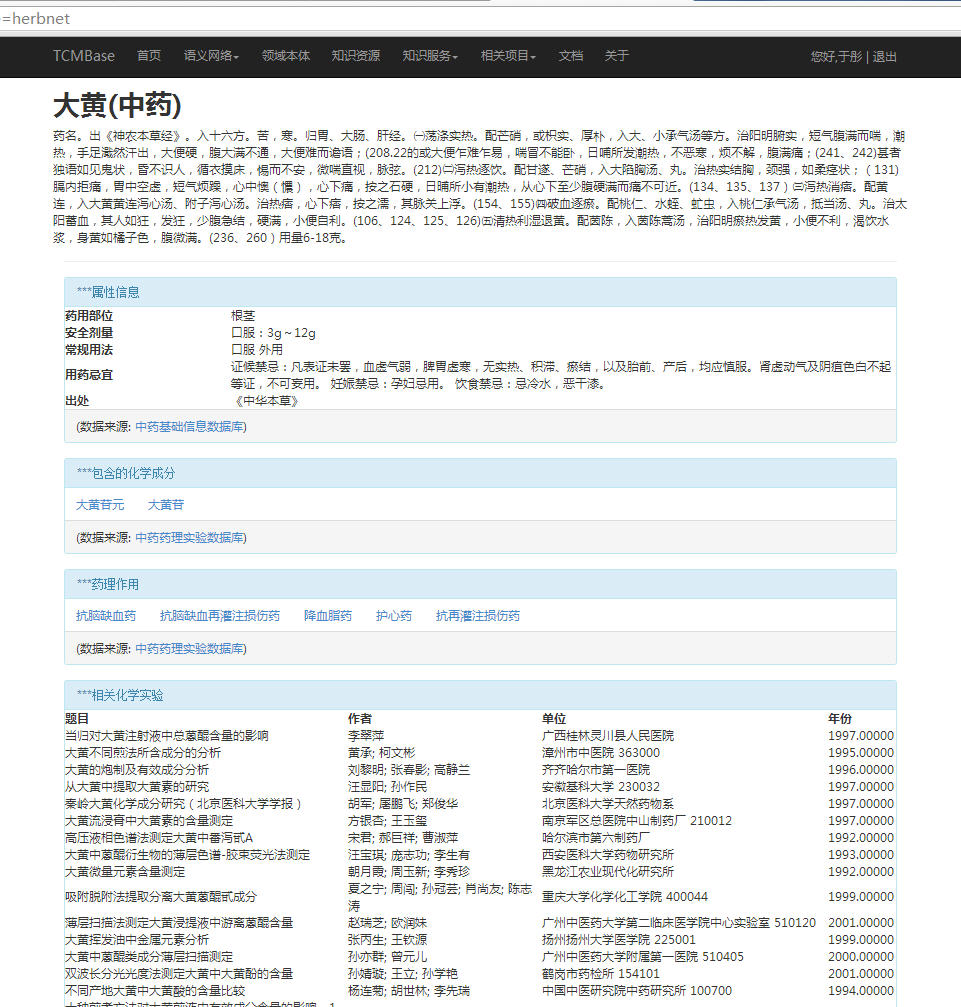 =herbnet
TCMBase 首页 语义网络 领域本体 知识资源 知识服务 相关项目 文档 关于 您好,于彤 | 退出
大黄(中药)
药名。出《神农本草经》。入十六方。苦，寒。归胃、大肠、肝经。㈠荡涤实热。配芒硝，或枳实、厚朴，入大、小承气汤等方。治阳明腑实，短气腹满而喘，潮
热，手足濈然汗出，大便硬，腹大满不通，大便难而谵语；(208.22的或大便乍难乍易，喘冒不能卧，日晡所发潮热，不恶寒，烦不解，腹满痛；(241、242)甚者
独语如见鬼状，昏不识人，循衣摸床，惕而不安，微喘直视，脉弦。(212)㈡泻热逐饮。配甘遂、芒硝，入大陷胸汤、丸。治热实结胸，颈强，如柔痉状；（131)
膈内拒痛，胃中空虚，短气烦躁，心中懊（憹），心下痛，按之石硬，日晡所小有潮热，从心下至少腹硬满而痛不可近。(134、135、137）㈢泻热消痞。配黄
连，入大黄黄连泻心汤、附子泻心汤。治热痞，心下痞，按之濡，其脉关上浮。(154、155)㈣破血逐瘀。配桃仁、水蛭、虻虫，入桃仁承气汤，抵当汤、丸。治太
阳蓄血，其人如狂，发狂，少腹急结，硬满，小便自利。(106、124、125、126)㈤清热利湿退黄。配茵陈，入茵陈蒿汤，治阳明瘀热发黄，小便不利，渴饮水
浆，身黄如橘子色，腹微满。(236、260）用量6-18克。
***属性信息
药用部位 根茎
安全剂量 口服：3g～12g
常规用法 口服 外用
用药忌宜 证候禁忌：凡表证未罢，血虚气弱，脾胃虚寒，无实热、积滞、瘀结，以及胎前、产后，均应慎服。肾虚动气及阴疽色白不起
等证，不可妄用。 妊娠禁忌：孕妇忌用。 饮食禁忌：忌冷水，恶干漆。
出处 《中华本草》
(数据来源: 中药基础信息数据库)
***包含的化学成分
大黄苷元 大黄苷
(数据来源: 中药药理实验数据库)
***药理作用
抗脑缺血药 抗脑缺血再灌注损伤药 降血脂药 护心药 抗再灌注损伤药
(数据来源: 中药药理实验数据库)
***相关化学实验
题目 作者 单位 年份
当归对大黄注射液中总蒽醌含量的影响 李翠萍 广西桂林灵川县人民医院 1997.00000
大黄不同煎法所含成分的分析 黄承; 柯文彬 漳州市中医院 363000 1995.00000
大黄的炮制及有效成分分析 刘黎明; 张春影; 高静兰 齐齐哈尔市第一医院 1996.00000
从大黄中提取大黄素的研究 汪显阳; 孙作民 安徽基科大学 230032 1997.00000
秦岭大黄化学成分研究（北京医科大学学报） 胡军; 屠鹏飞; 郑俊华 北京医科大学天然药物系 1997.00000
大黄流浸膏中大黄素的含量测定 方银杏; 王玉玺 南京军区总医院中山制药厂 210012 1997.00000
高压液相色谱法测定大黄中番泻甙A 宋君; 郝巨祥; 曹淑萍 哈尔滨市第六制药厂 1992.00000
大黄中蒽醌衍生物的薄层色谱-胶束荧光法测定 汪宝琪; 庞志功; 李生有 西安医科大学药物研究所 1993.00000
大黄微量元素含量测定 朝月霞; 周玉新; 李秀珍 黑龙江农业现代化研究所 1992.00000
吸附脱附法提取分离大黄蒽醌甙成分 夏之宁; 周闯; 孙冠芸; 肖尚友; 陈志
涛 重庆大学化学化工学院 400044 1999.00000
薄层扫描法测定大黄浸提液中游离蒽醌含量 赵瑞芝; 欧润妹 广州中医药大学第二临床医学院中心实验室 510120 2001.00000
大黄挥发油中金属元素分析 张丙生; 王钦源 扬州扬州大学医学院 225001 1999.00000
大黄中蒽醌类成分薄层扫描测定 孙亦群; 曾元儿 广州中医药大学附属第一医院 510405 2000.00000
双波长分光光度法测定大黄中大黄酚的含量 孙婧璇; 王立; 孙学艳 鹤岗市药检所 154101 2001.00000
不同产地大黄中大黄酸的含量比较 杨连菊; 胡世林; 李先瑞 中国中医研究院中药研究所 100700 1994.00000